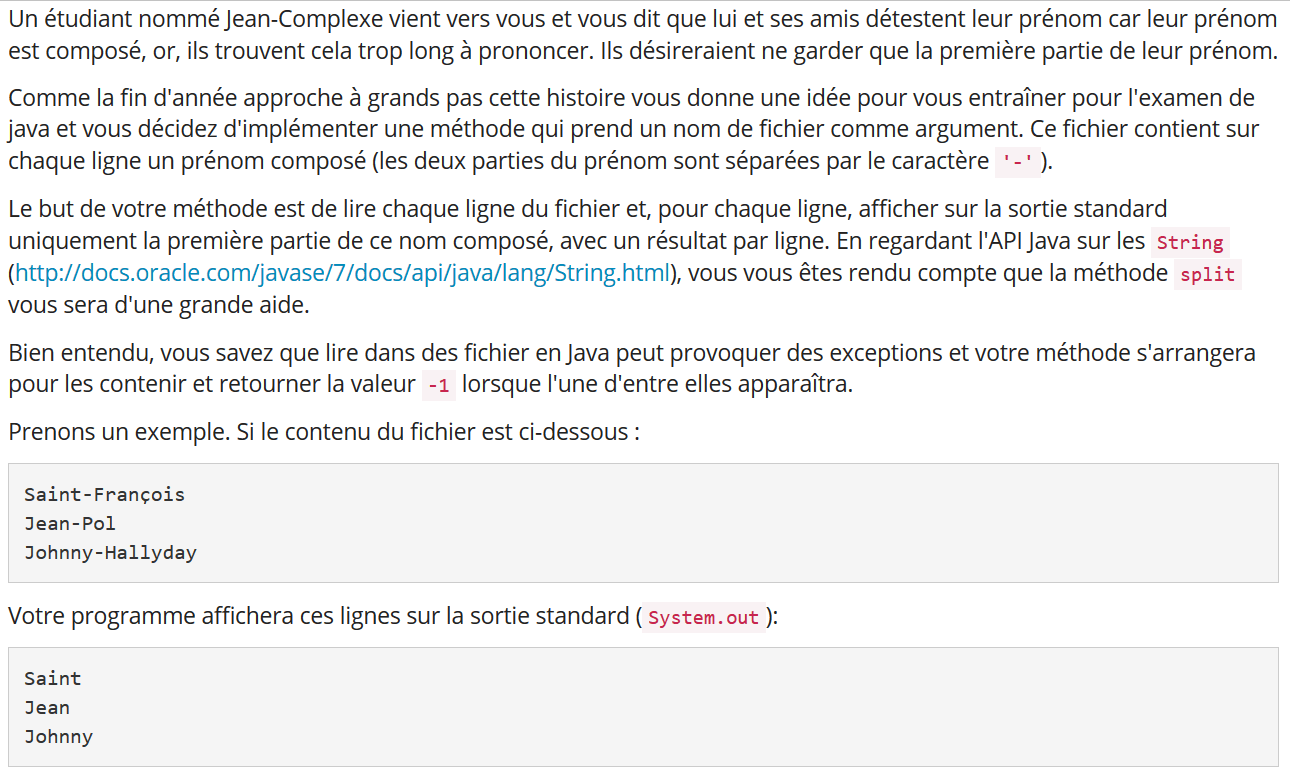 Un étudiant nommé Jean-Complexe vient vers vous et vous dit que lui et ses amis détestent leur prénom car leur prénom
est composé, or, ils trouvent cela trop long à prononcer. Ils désireraient ne garder que la première partie de leur prénom.
Comme la fin d'année approche à grands pas cette histoire vous donne une idée pour vous entraîner pour l'examen de
java et vous décidez d'implémenter une méthode qui prend un nom de fichier comme argument. Ce fichier contient sur
chaque ligne un prénom composé (les deux parties du prénom sont séparées par le caractère '-').
Le but de votre méthode est de lire chaque ligne du fichier et, pour chaque ligne, afficher sur la sortie standard
uniquement la première partie de ce nom composé, avec un résultat par ligne. En regardant l'API Java sur les String
(http://docs.oracle.com/javase/7/docs/api/java/lang/String.html), vous vous êtes rendu compte que la méthode split
vous sera d'une grande aide.
Bien entendu, vous savez que lire dans des fichier en Java peut provoquer des exceptions et votre méthode s'arrangera
pour les contenir et retourner la valeur -1 lorsque l'une d'entre elles apparaîtra.
Prenons un exemple. Si le contenu du fichier est ci-dessous :
Saint-François
Jean-Pol
Johnny-Hallyday
Votre programme affichera ces lignes sur la sortie standard (System.out):
Saint
Jean
Johnny